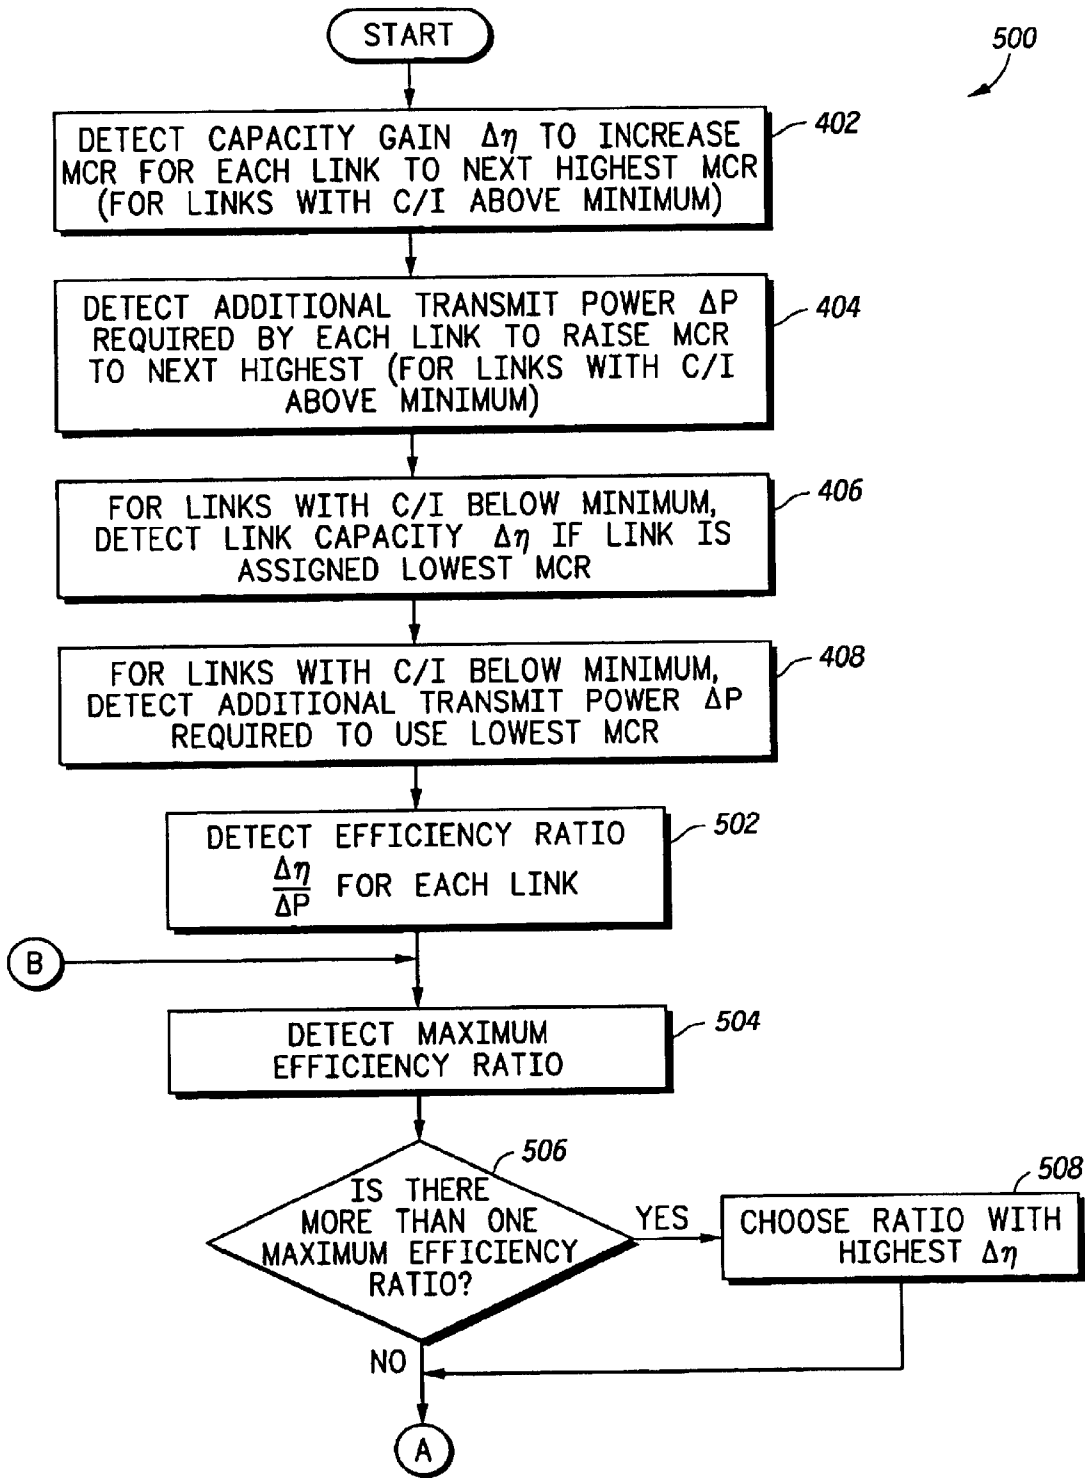 START
500
DETECT CAPACITY GAIN Δη TO INCREASE
MCR FOR EACH LINK TO NEXT HIGHEST MCR
(FOR LINKS WITH C/I ABOVE MINIMUM)
402
DETECT ADDITIONAL TRANSMIT POWER ΔP
REQUIRED BY EACH LINK TO RAISE MCR
TO NEXT HIGHEST (FOR LINKS WITH C/I
ABOVE MINIMUM)
404
FOR LINKS WITH C/I BELOW MINIMUM,
DETECT LINK CAPACITY Δη IF LINK IS
ASSIGNED LOWEST MCR
406
FOR LINKS WITH C/I BELOW MINIMUM,
DETECT ADDITIONAL TRANSMIT POWER ΔP
REQUIRED TO USE LOWEST MCR
408
DETECT EFFICIENCY RATIO
Δη/ΔP FOR EACH LINK
502
B
DETECT MAXIMUM
EFFICIENCY RATIO
504
IS THERE
MORE THAN ONE
MAXIMUM EFFICIENCY
RATIO?
506
YES
CHOOSE RATIO WITH
HIGHEST Δη
508
NO
A